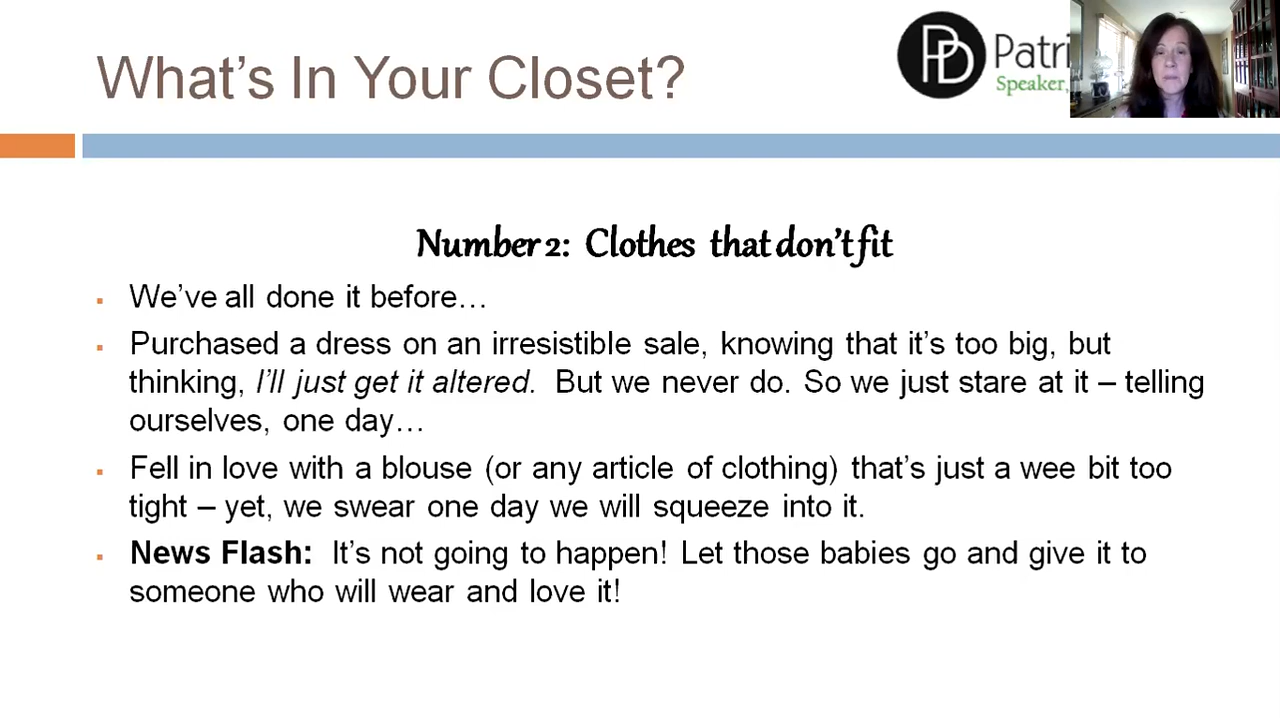 What's In Your Closet?
PD
Patri
Speaker,
Number 2: Clothes that don't fit
▪ We've all done it before…
▪ Purchased a dress on an irresistible sale, knowing that it's too big, but
thinking, I'll just get it altered. But we never do. So we just stare at it – telling
ourselves, one day…
▪ Fell in love with a blouse (or any article of clothing) that's just a wee bit too
tight – yet, we swear one day we will squeeze into it.
▪ News Flash: It's not going to happen! Let those babies go and give it to
someone who will wear and love it!